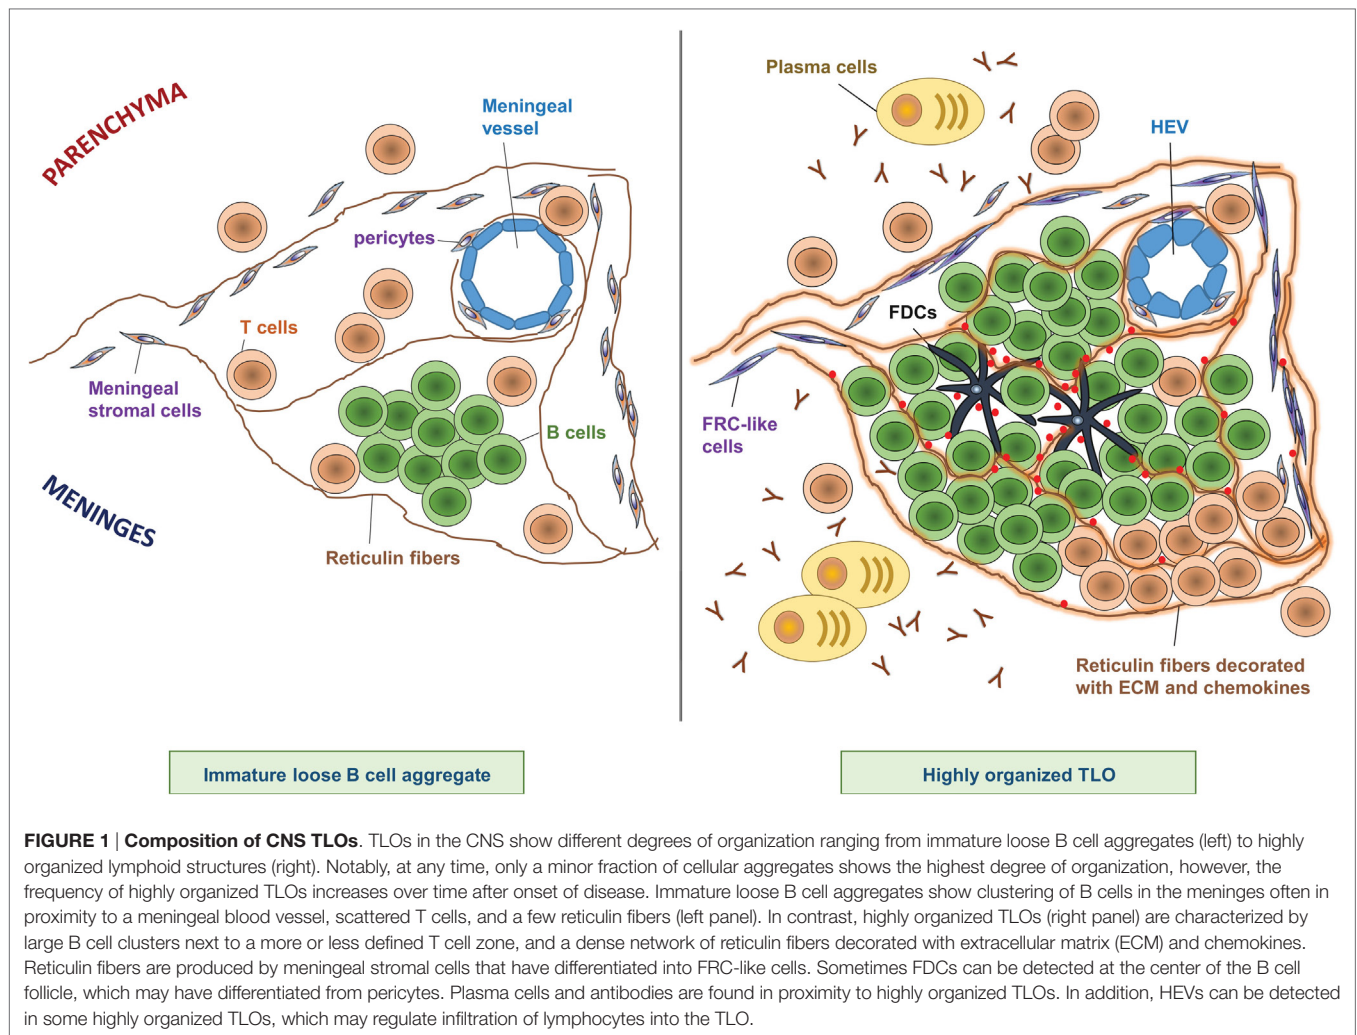 PARENCHYMA
Meningeal
vessel
pericytes
T cells
Meningeal
stromal cells
B cells
MENINGES
Reticulin fibers
Immature loose B cell aggregate
Plasma cells
HEV
FDCs
FRC-like
cells
Reticulin fibers decorated
with ECM and chemokines
Highly organized TLO
FIGURE 1 | Composition of CNS TLOs. TLOs in the CNS show different degrees of organization ranging from immature loose B cell aggregates (left) to highly
organized lymphoid structures (right). Notably, at any time, only a minor fraction of cellular aggregates shows the highest degree of organization, however, the
frequency of highly organized TLOs increases over time after onset of disease. Immature loose B cell aggregates show clustering of B cells in the meninges often in
proximity to a meningeal blood vessel, scattered T cells, and a few reticulin fibers (left panel). In contrast, highly organized TLOs (right panel) are characterized by
large B cell clusters next to a more or less defined T cell zone, and a dense network of reticulin fibers decorated with extracellular matrix (ECM) and chemokines.
Reticulin fibers are produced by meningeal stromal cells that have differentiated into FRC-like cells. Sometimes FDCs can be detected at the center of the B cell
follicle, which may have differentiated from pericytes. Plasma cells and antibodies are found in proximity to highly organized TLOs. In addition, HEVs can be detected
in some highly organized TLOs, which may regulate infiltration of lymphocytes into the TLO.